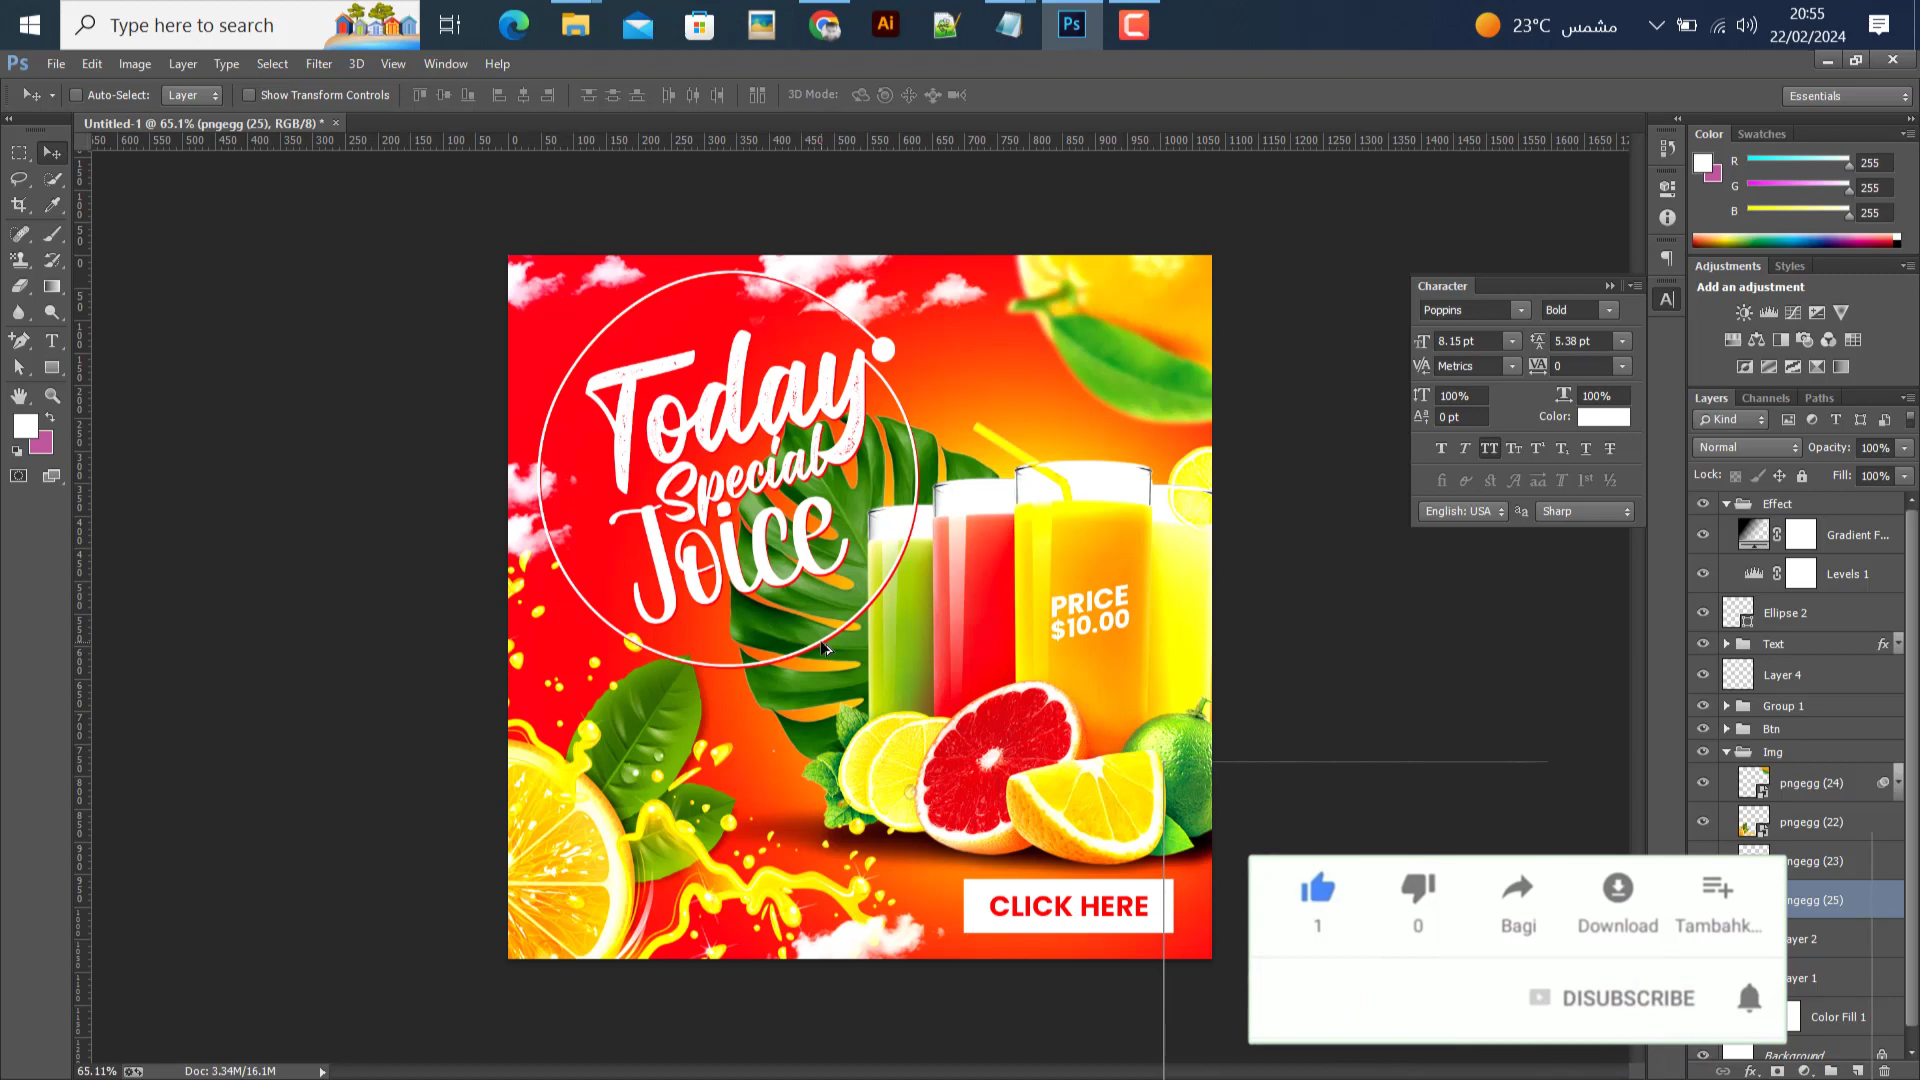 Type here to search
23°C مشمس
20:55
22/02/2024
Ps File Edit Image Layer Type Select Filter 3D View Window Help
Auto-Select: Layer Show Transform Controls 3D Mode: Essentials
Untitled-1 @ 65.1% (pngegg (25), RGB/8) *
Color Swatches
R 255
G 255
B 255
Adjustments Styles
Add an adjustment
Character
Poppins Bold
8.15 pt 5.38 pt
Metrics 0
100% 100%
0 pt Color:
English: USA Sharp
Layers Channels Paths
Kind
Normal Opacity: 100%
Lock: Fill: 100%
Effect
Gradient F...
Levels 1
Ellipse 2
Text fx
Layer 4
Group 1
Btn
Img
pngegg (24)
pngegg (22)
(23)
ngegg (25)
ayer 2
ayer 1
Color Fill 1
Background
Today
Special
Joice
PRICE
$10.00
CLICK HERE
1 0 Bagi Download Tambahk...
DISUBSCRIBE
65.11% Doc: 3.34M/16.1M